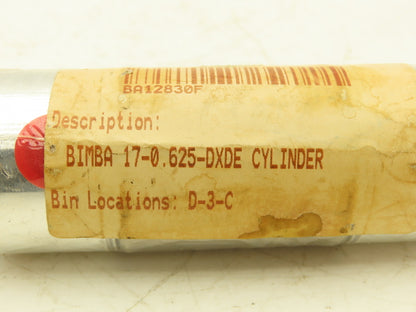 BA12830F
Description:
BIMBA 17-0.625-DXDE CYLINDER
Bin Locations: D-3-C